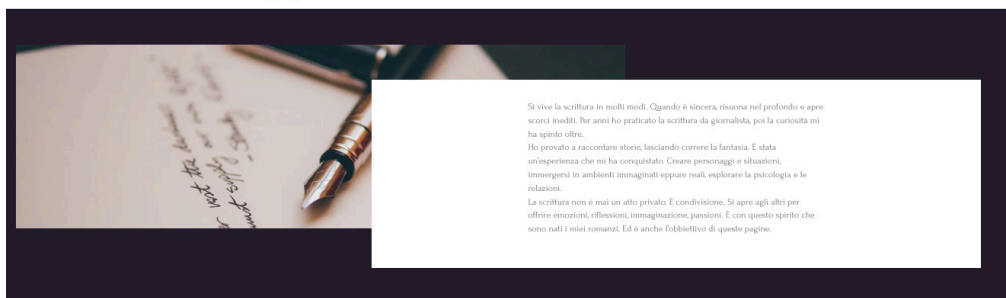 Si vive la scrittura in molti modi. Quando è sincera, risuona nel profondo e apre
scorci inediti. Per anni ho praticato la scrittura da giornalista, poi la curiosità mi
ha spinto oltre.
Ho provato a raccontare storie, lasciando correre la fantasia. È stata
un'esperienza che mi ha conquistato. Creare personaggi e situazioni,
immergersi in ambienti immaginati eppure reali, esplorare la psicologia e le
relazioni.
La scrittura non è mai un atto privato. È condivisione. Si apre agli altri per
offrire emozioni, riflessioni, immaginazione, passioni. È con questo spirito che
sono nati i miei romanzi. Ed è anche l'obbiettivo di queste pagine.